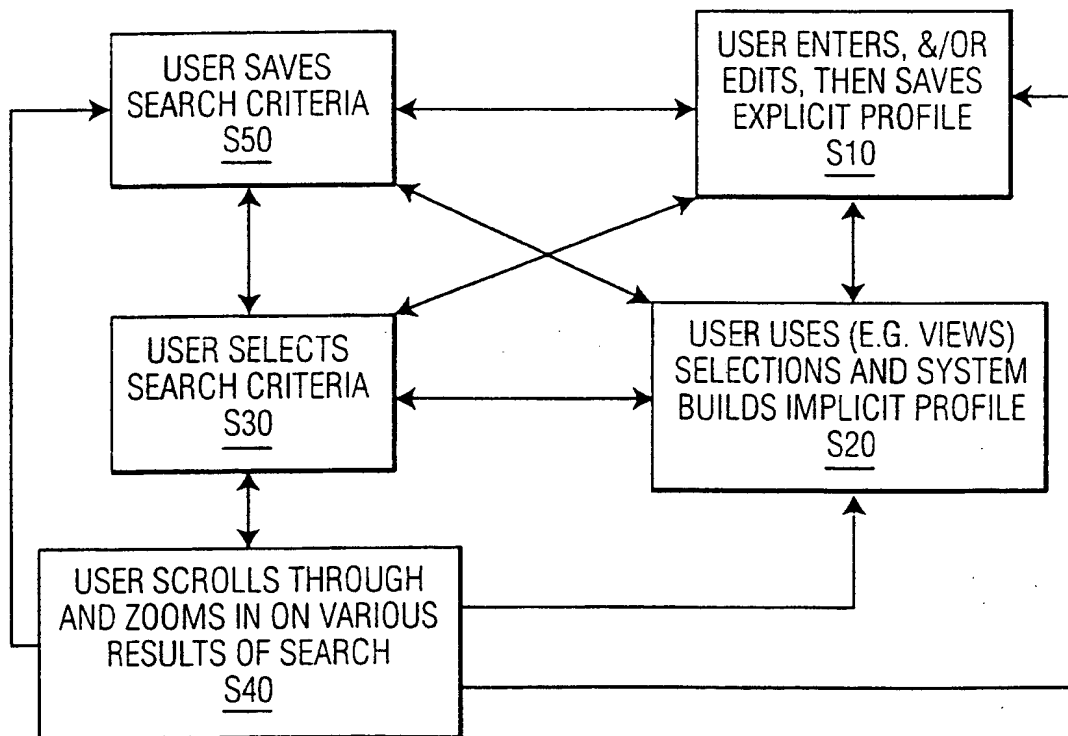 USER SAVES
SEARCH CRITERIA
S50
USER ENTERS, &/OR
EDITS, THEN SAVES
EXPLICIT PROFILE
S10
USER SELECTS
SEARCH CRITERIA
S30
USER USES (E.G. VIEWS)
SELECTIONS AND SYSTEM
BUILDS IMPLICIT PROFILE
S20
USER SCROLLS THROUGH
AND ZOOMS IN ON VARIOUS
RESULTS OF SEARCH
S40